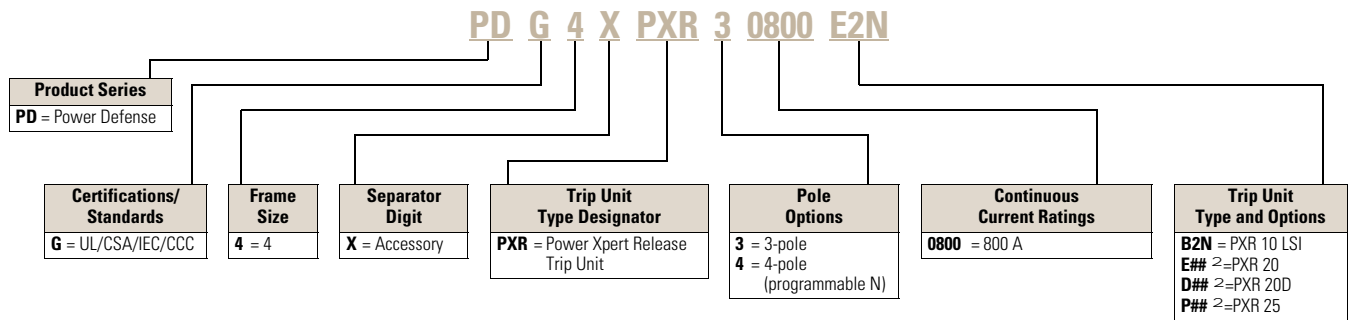 PD G 4 X PXR 3 0800 E2N
Product Series
PD = Power Defense
Certifications/
Standards
G = UL/CSA/IEC/CCC
Frame
Size
4 = 4
Separator
Digit
X = Accessory
Trip Unit
Type Designator
PXR = Power Xpert Release
Trip Unit
Pole
Options
3 = 3-pole
4 = 4-pole
(programmable N)
Continuous
Current Ratings
0800 = 800 A
Trip Unit
Type and Options
B2N = PXR 10 LSI
E## 2=PXR 20
D## 2=PXR 20D
P## 2=PXR 25